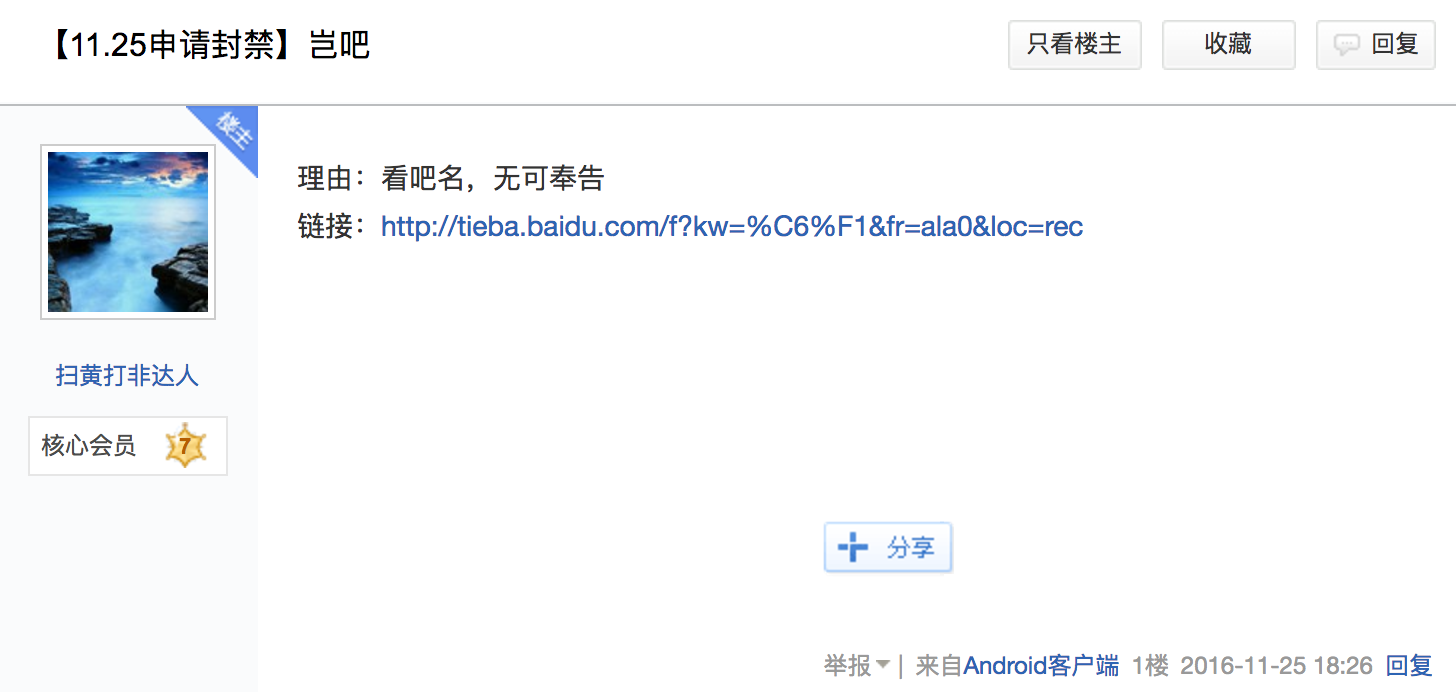 【11.25申请封禁】岂吧
只看楼主
收藏
回复
楼主
理由：看吧名，无可奉告
链接：http://tieba.baidu.com/f?kw=%C6%F1&fr=ala0&loc=rec
扫黄打非达人
核心会员 7
分享
举报 | 来自Android客户端 1楼 2016-11-25 18:26 回复